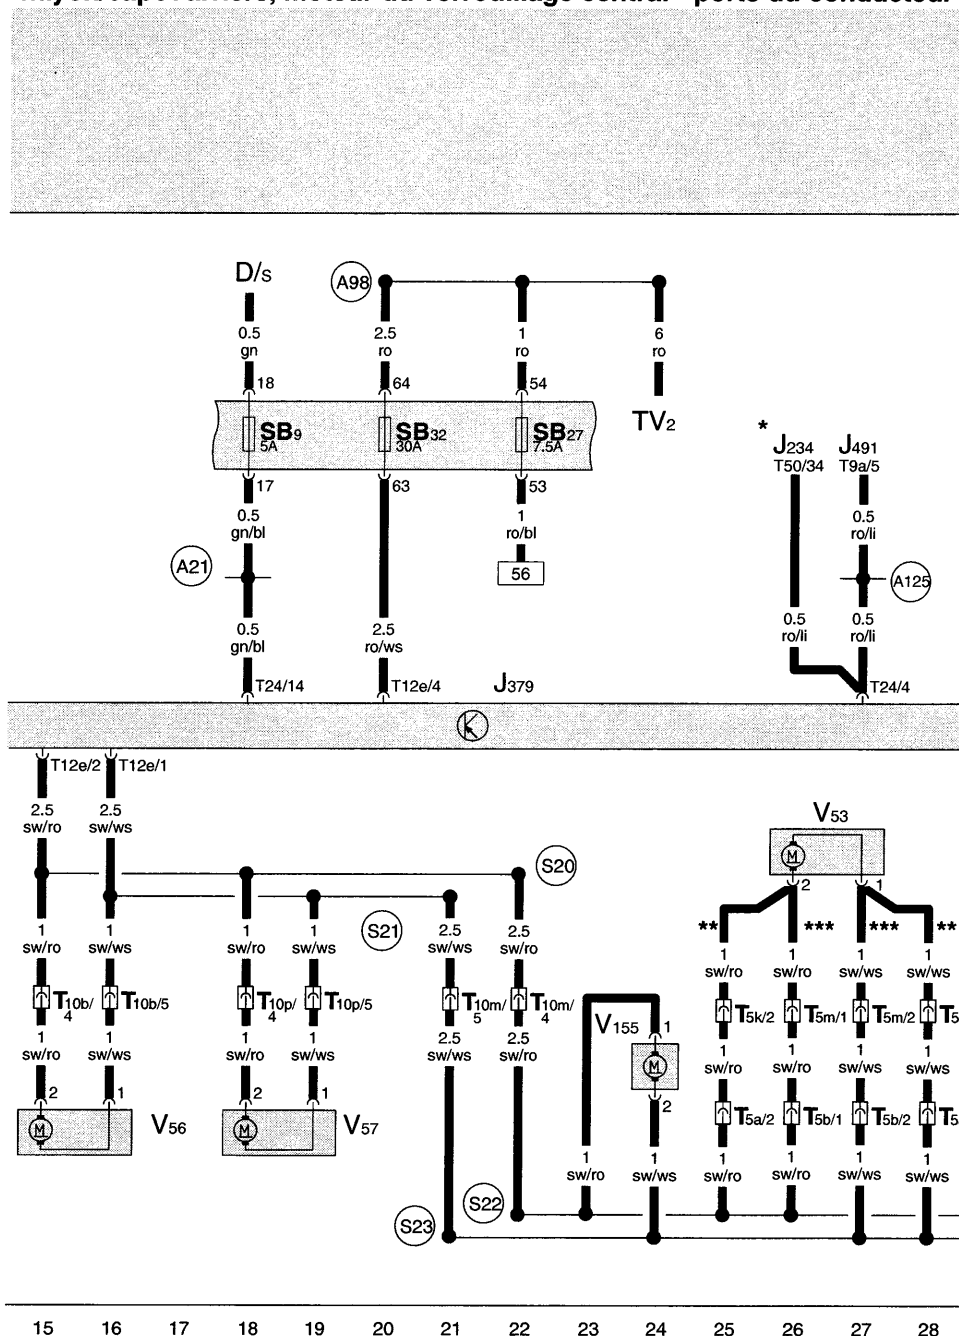 D/s
A98
0.5 2.5 1 6
gn ro ro ro
18 64 54
TV2
SB9 SB32 SB27
5A 30A 7.5A
*
J234 J491
T50/34 T9a/5
17 63 53
0.5 1 0.5
gn/bl ro/bl ro/li
A21 56 A125
0.5 2.5 0.5 0.5
gn/bl ro/ws ro/li ro/li
T24/14 T12e/4 J379 T24/4
T12e/2 T12e/1
2.5 2.5
sw/ro sw/ws
V53
M
2 1
S20
S21
** *** *** **
1 1 1 1 2.5 2.5
sw/ro sw/ws sw/ro sw/ws sw/ws sw/ro
1 1 1 1
sw/ro sw/ro sw/ws sw/ws
T10b/4 T10b/5 T10p/4 T10p/5 T10m/5 T10m/4
T5k/2 T5m/1 T5m/2 T5
V155
1
M
2
1 1 1 1 2.5 2.5
sw/ro sw/ws sw/ro sw/ws sw/ws sw/ro
1 1 1 1
sw/ro sw/ro sw/ws sw/ws
2 1 2 1
M V56 M V57
T5a/2 T5b/1 T5b/2 T5
1 1 1 1 1 1
sw/ro sw/ws sw/ro sw/ro sw/ws sw/ws
S22
S23
15 16 17 18 19 20 21 22 23 24 25 26 27 28